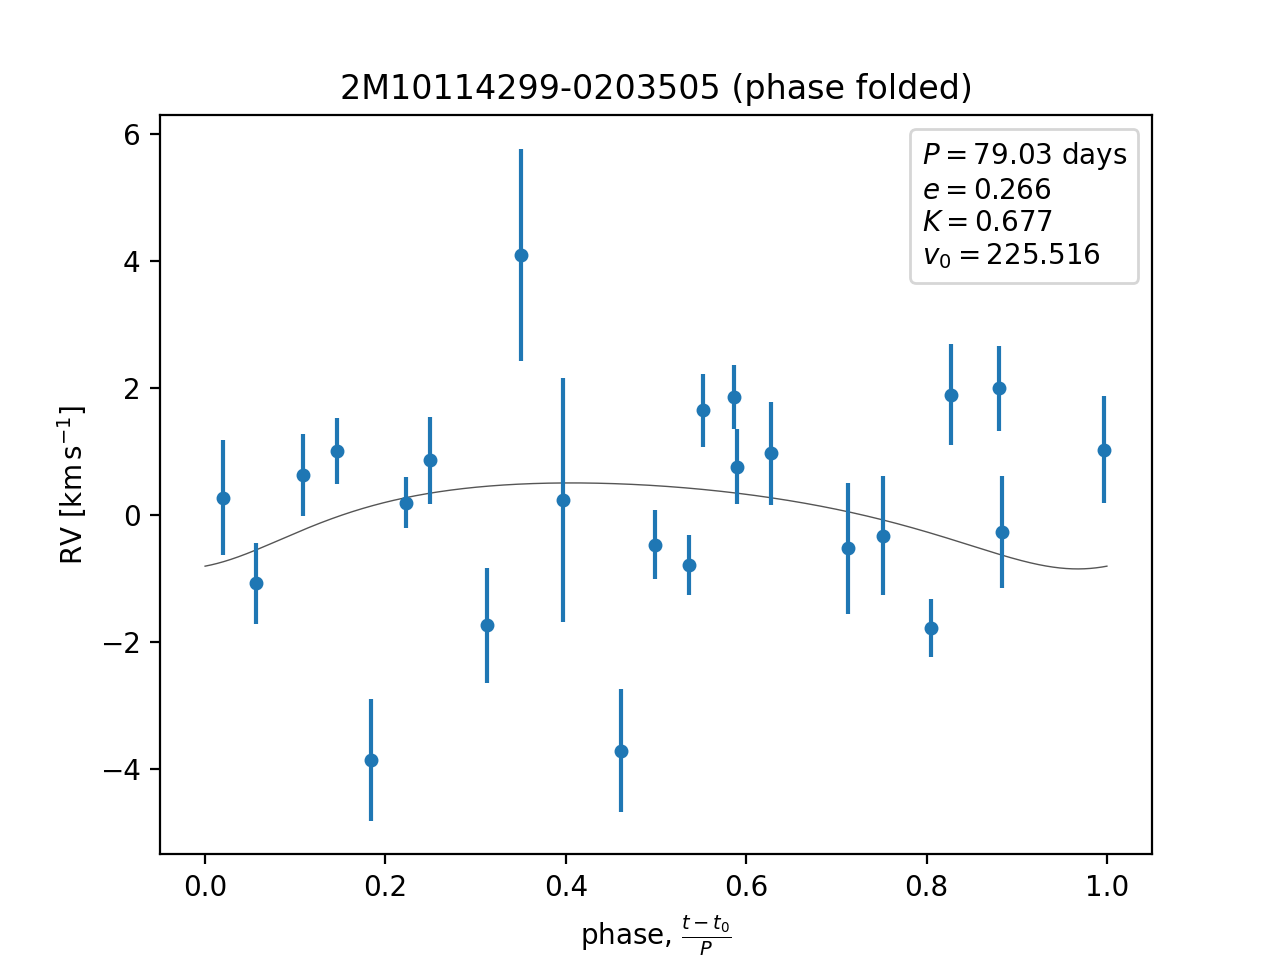 2M10114299-0203505 (phase folded)
P = 79.03 days
e = 0.266
K = 0.677
v₀ = 225.516
6
4
2
0
−2
−4
RV [km s⁻¹]
0.0 0.2 0.4 0.6 0.8 1.0
phase, (t − t₀)/P